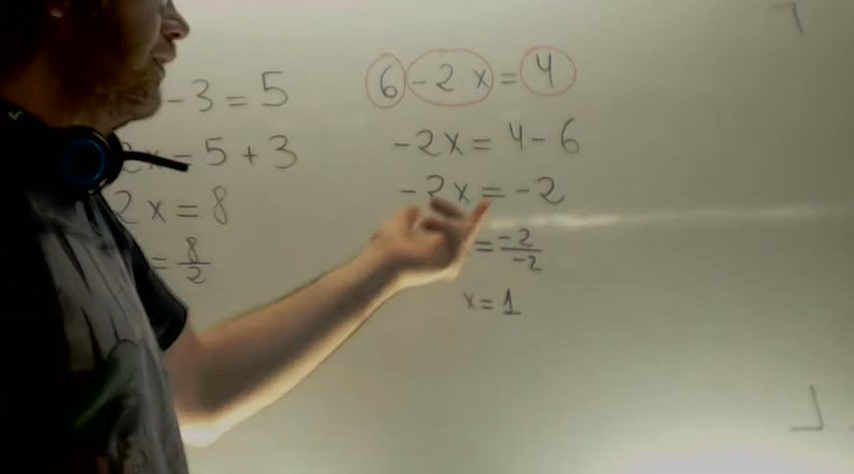 - 3 = 5
2x = 5 + 3
2x = 8
= 8/2
6 - 2x = 4
-2x = 4 - 6
-2x = -2
= -2/-2
x = 1